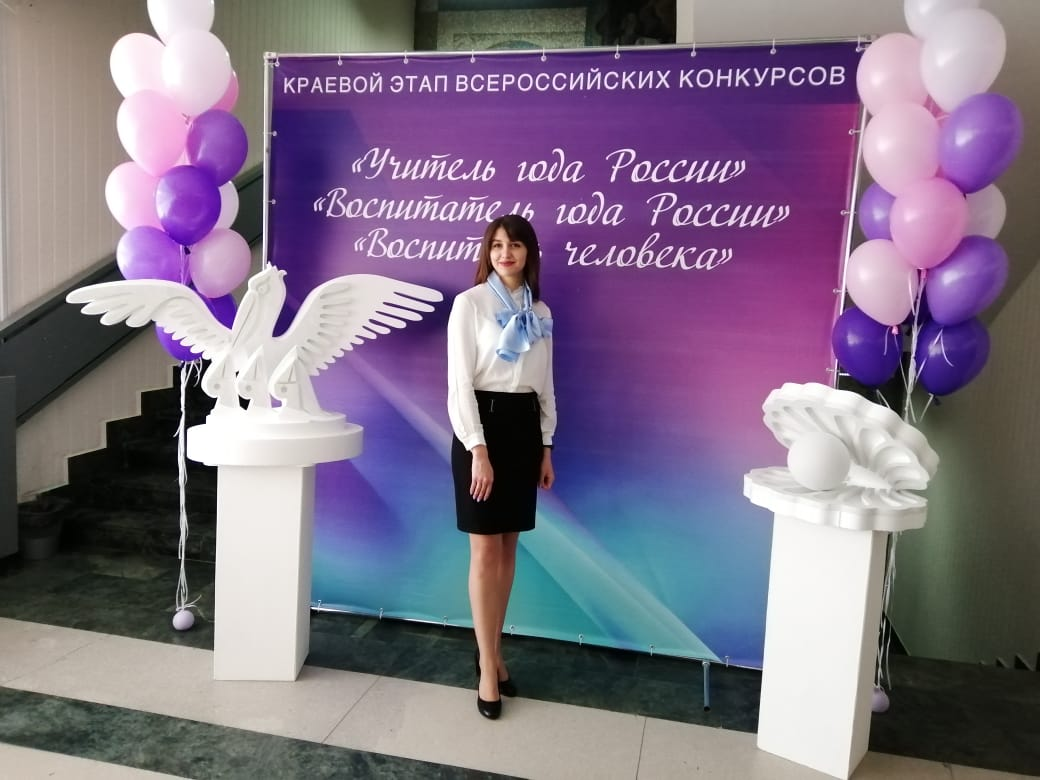 КРАЕВОЙ ЭТАП ВСЕРОССИЙСКИХ КОНКУРСОВ
«Учитель года России»
«Воспитатель года России»
человека»